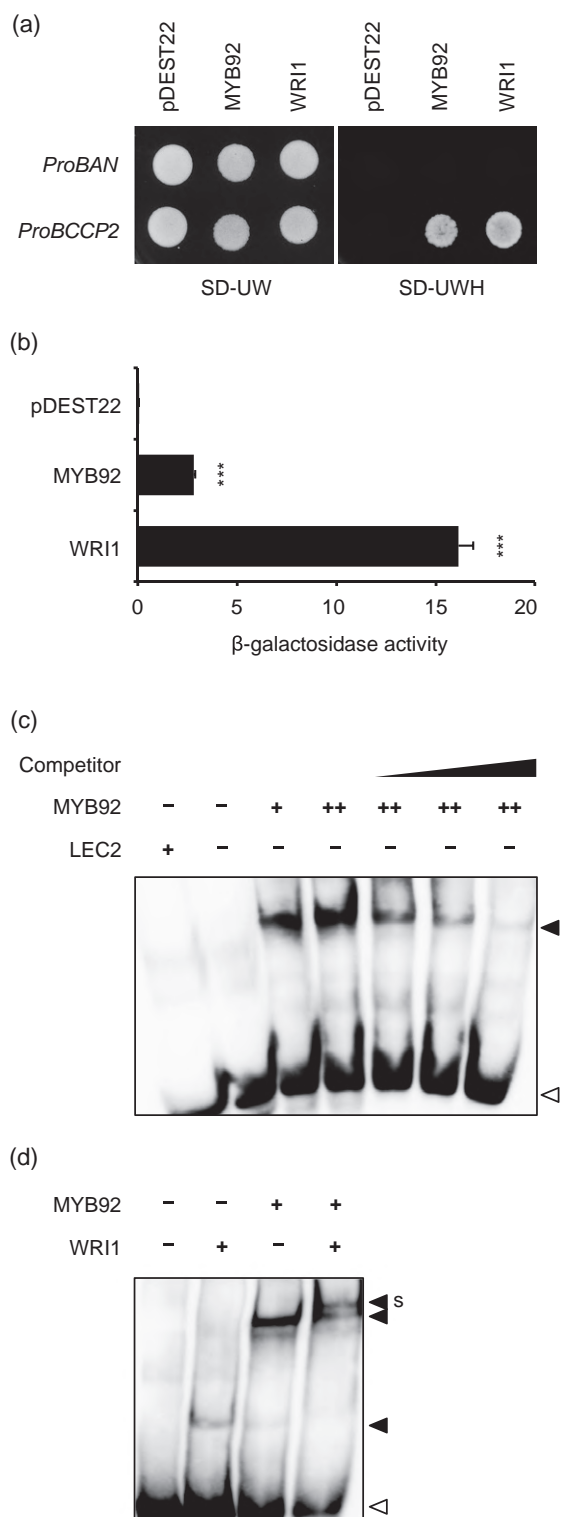 (a)
pDEST22 MYB92 WRI1 pDEST22 MYB92 WRI1
ProBAN
ProBCCP2
SD-UW SD-UWH
(b)
pDEST22
MYB92 ***
WRI1 ***
0 5 10 15 20
β-galactosidase activity
(c)
Competitor
MYB92 – – + ++ ++ ++ ++
LEC2 + – – – – – –
(d)
MYB92 – – + +
WRI1 – + – +
s